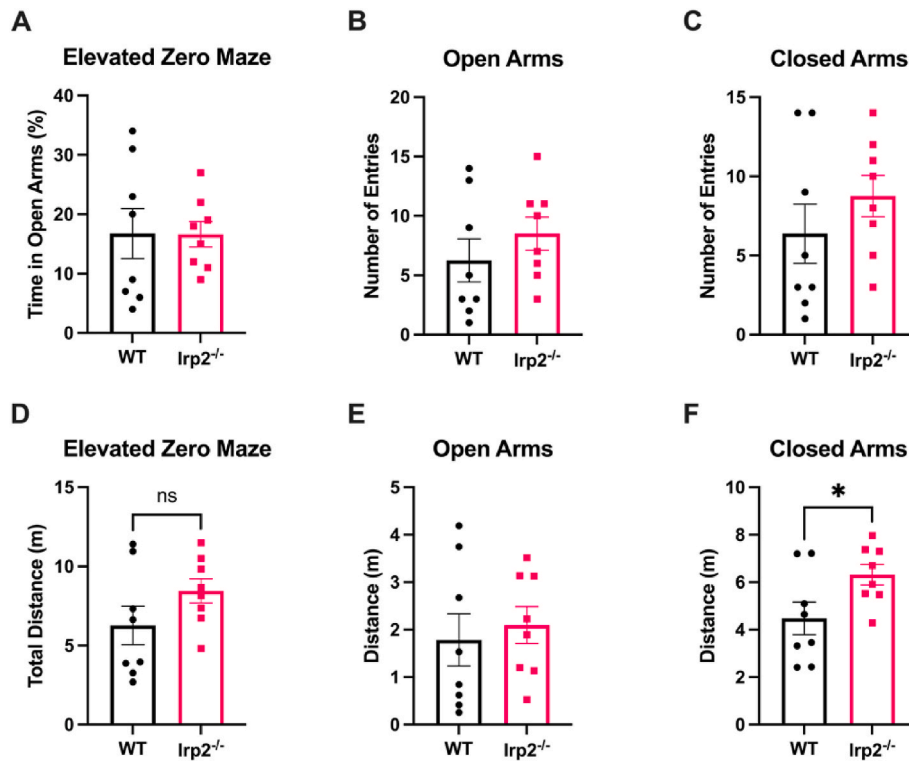 A
Elevated Zero Maze
Time in Open Arms (%)
40
30
20
10
0
WT
Irp2-/-
B
Open Arms
Number of Entries
20
15
10
5
0
WT
Irp2-/-
C
Closed Arms
Number of Entries
15
10
5
0
WT
Irp2-/-
D
Elevated Zero Maze
Total Distance (m)
15
10
5
0
ns
WT
Irp2-/-
E
Open Arms
Distance (m)
5
4
3
2
1
0
WT
Irp2-/-
F
Closed Arms
Distance (m)
10
8
6
4
2
0
*
WT
Irp2-/-